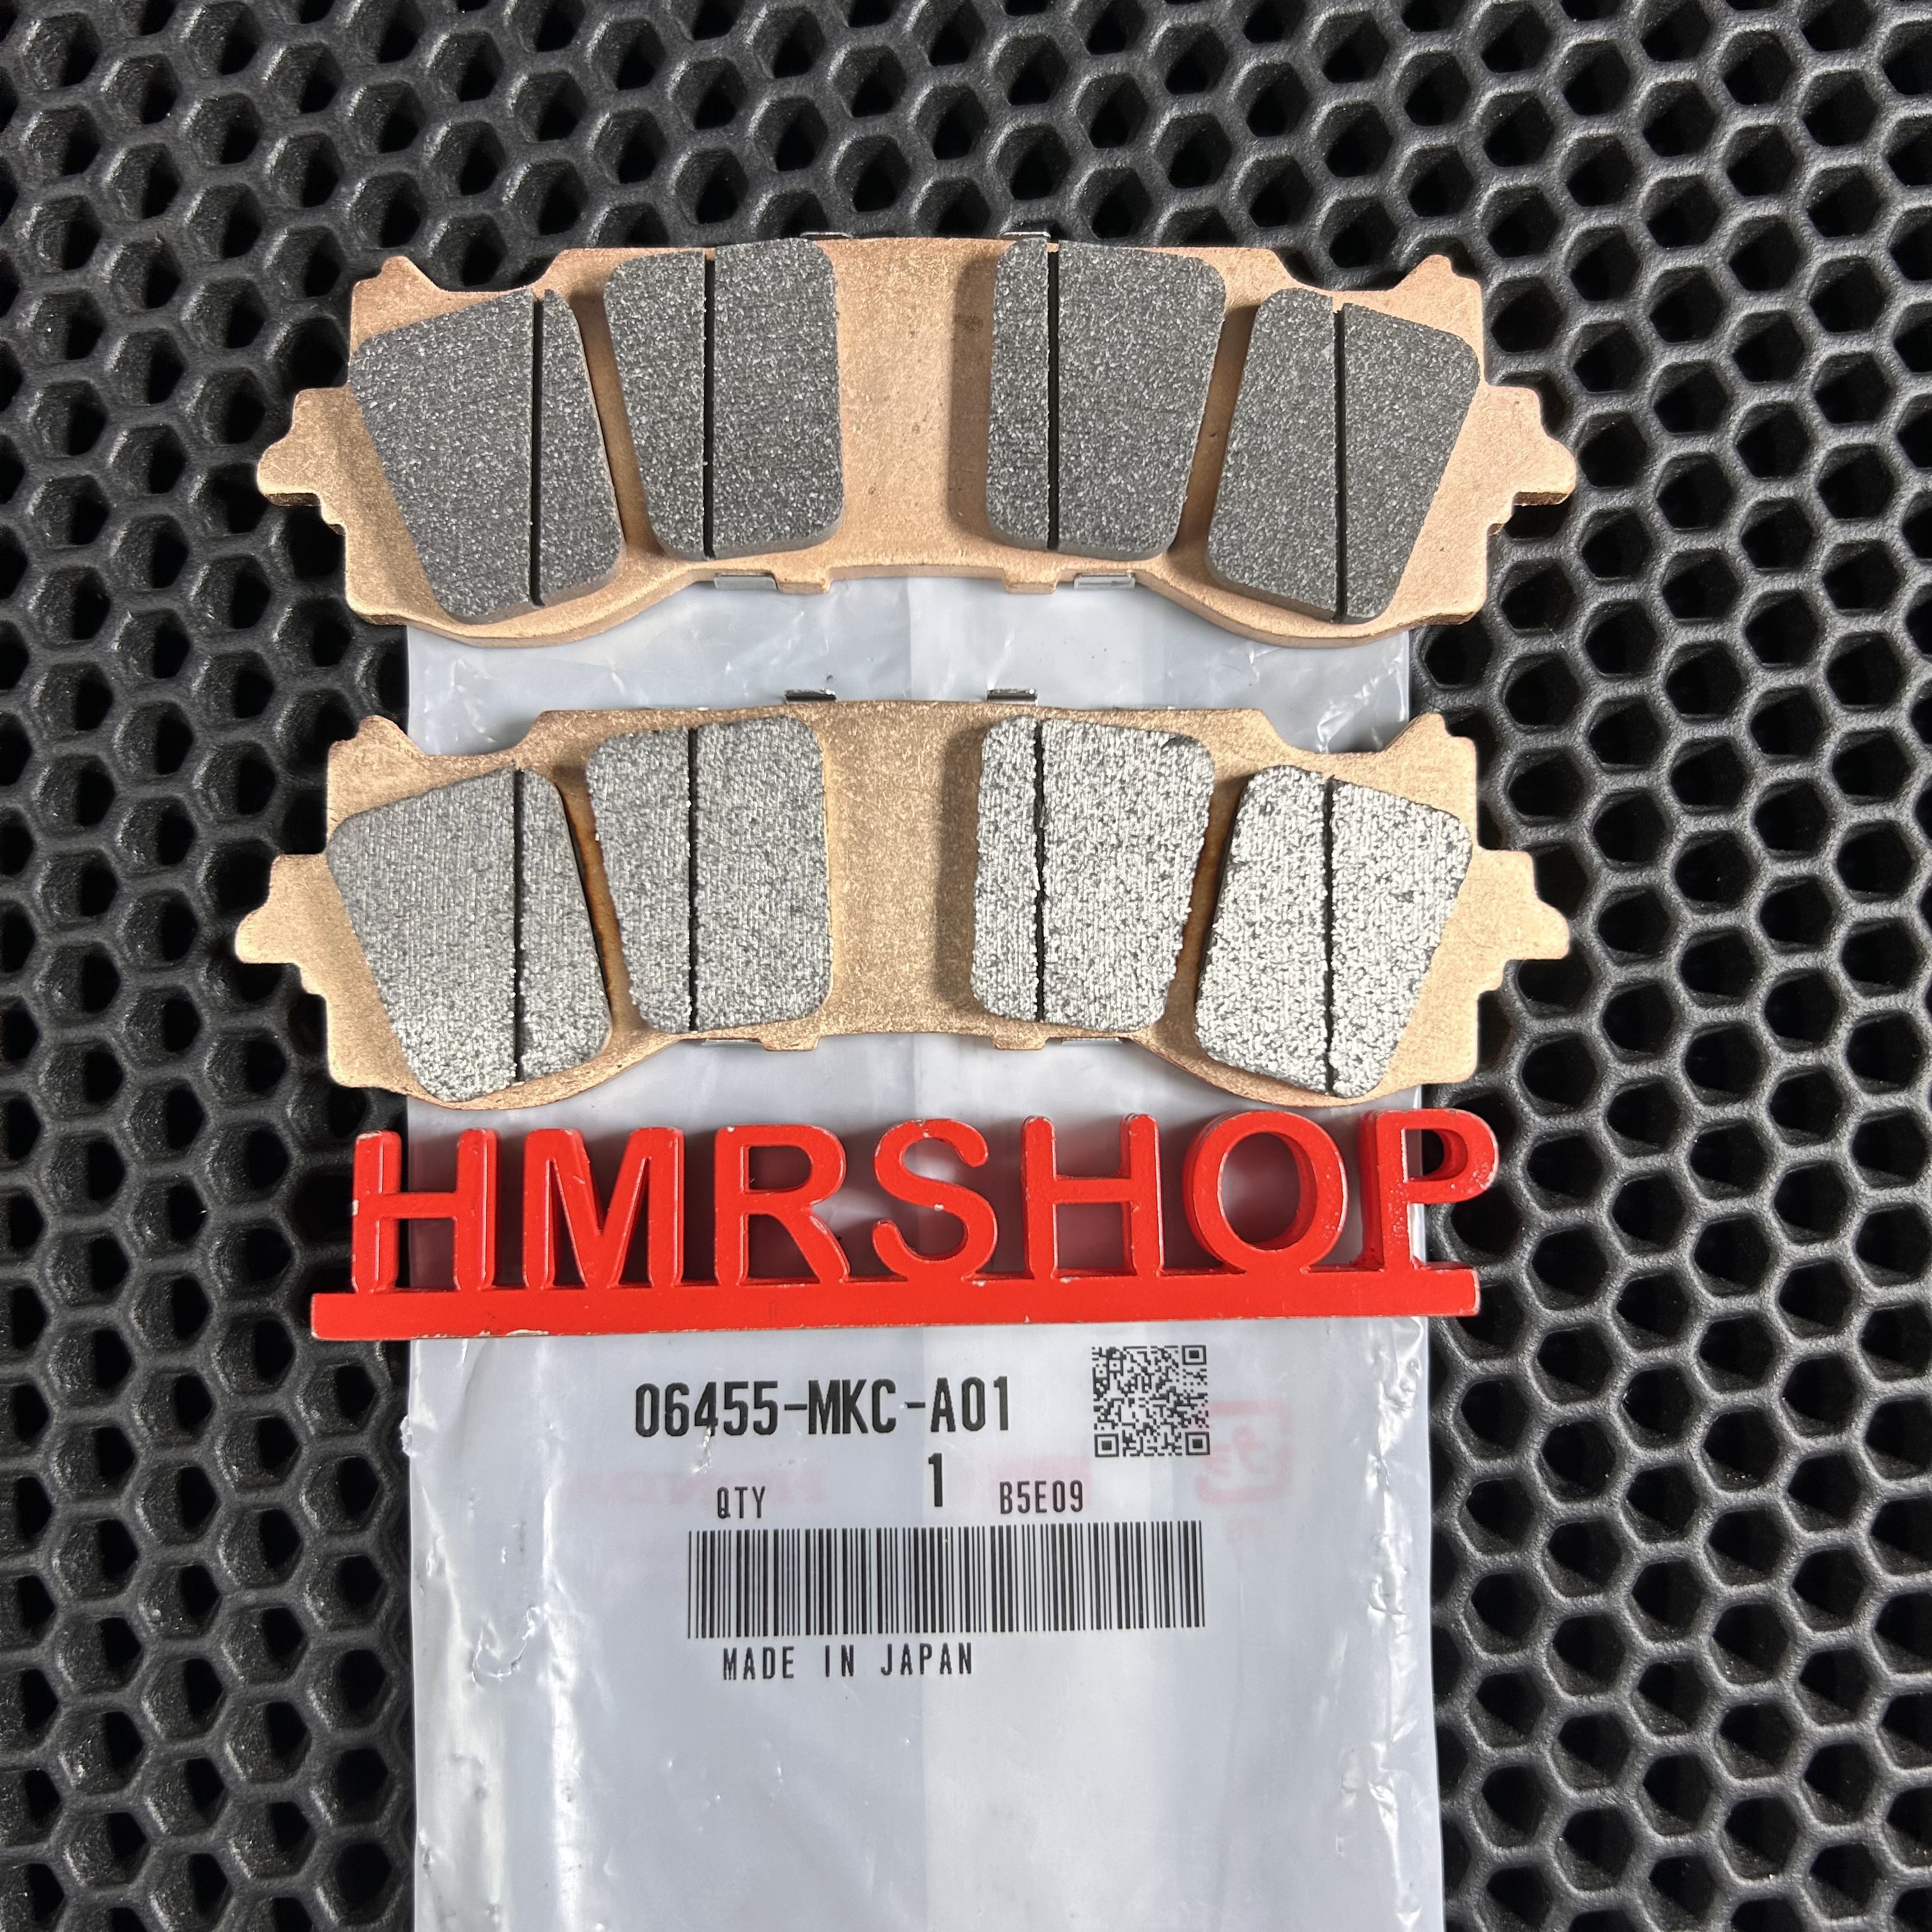 HMRSHOP
06455-MKC-A01
1
QTY B5E09
MADE IN JAPAN